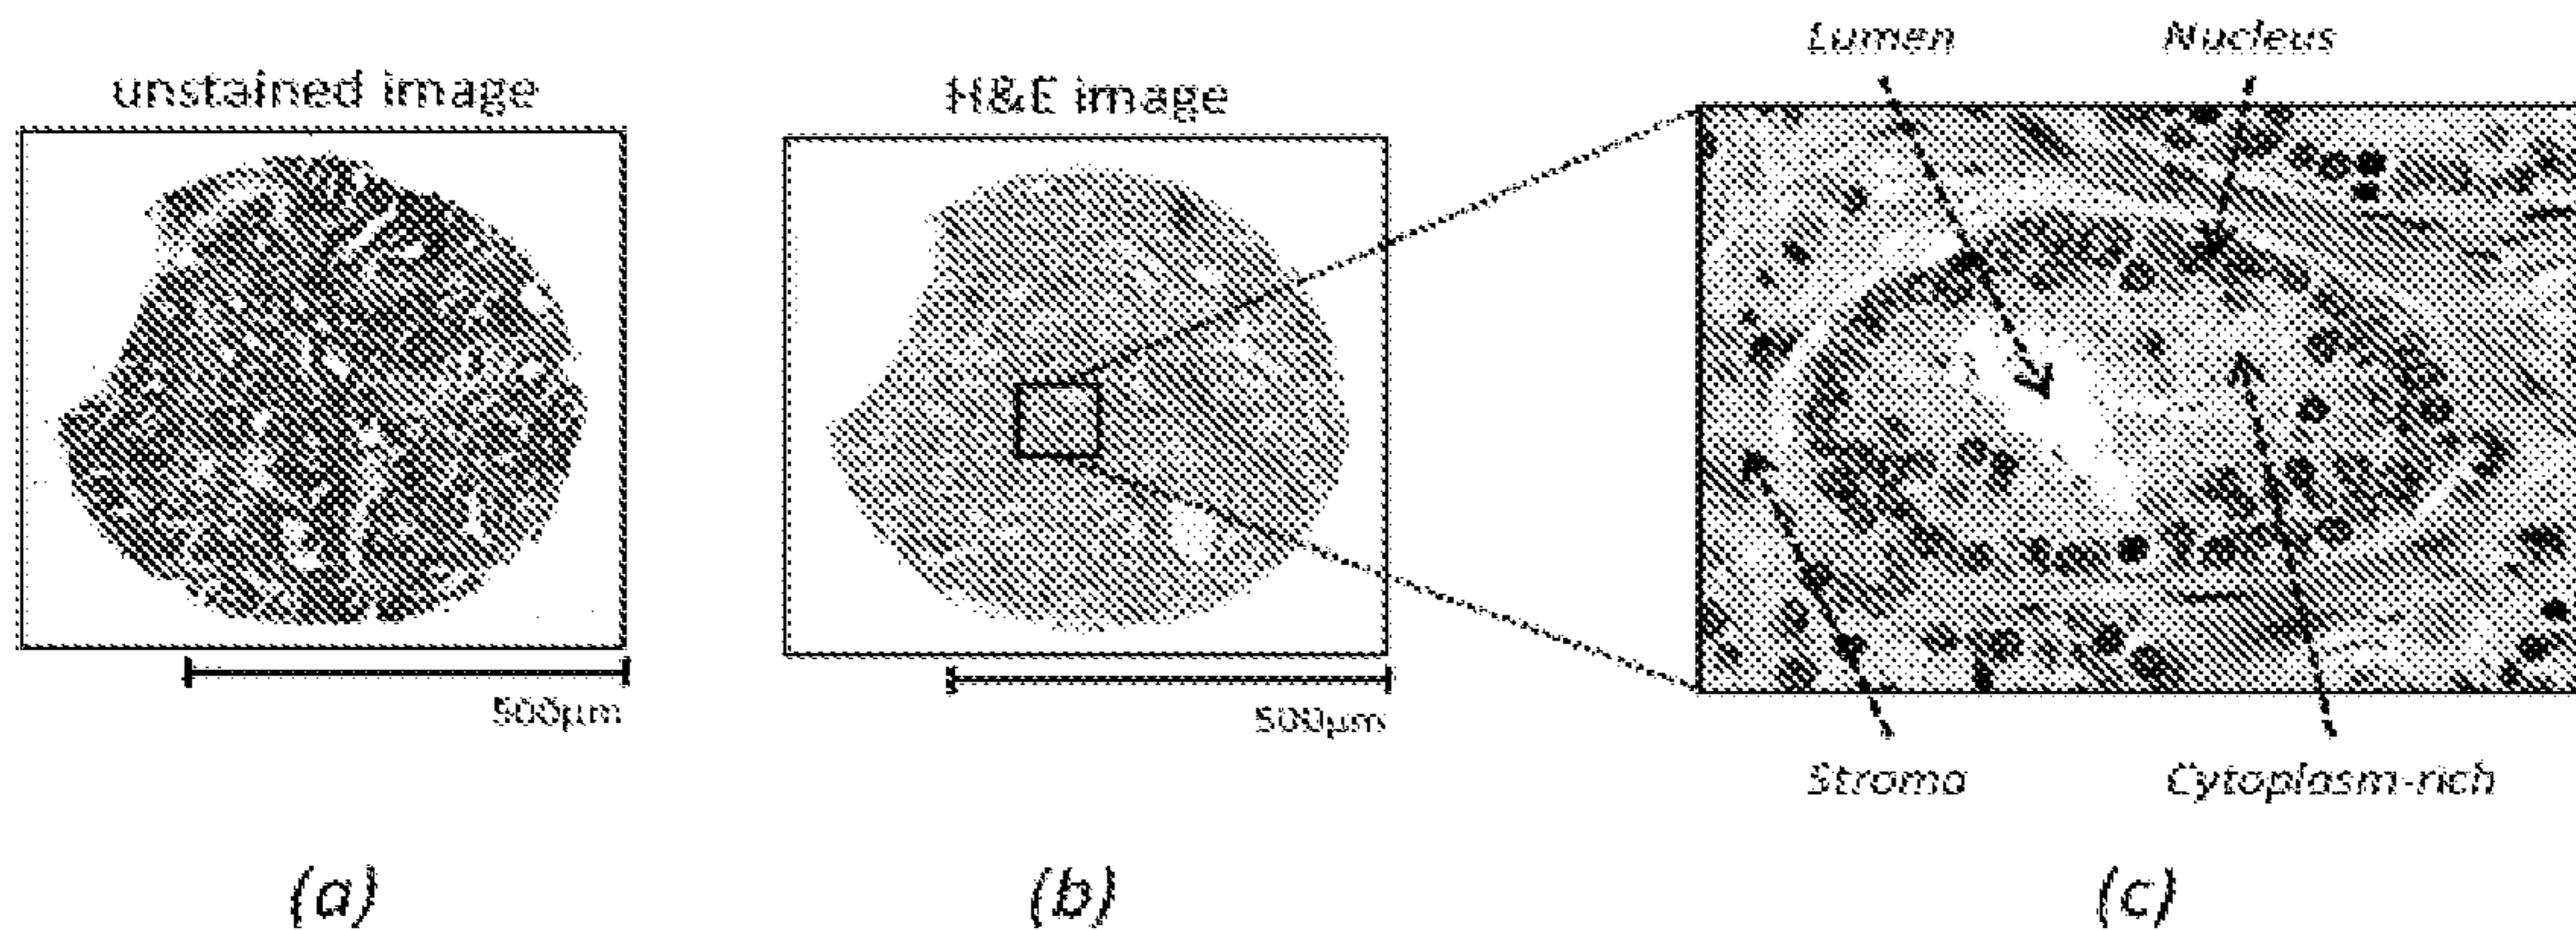 unstained image
H&E image
Lumen
Nucleus
500µm
500µm
Stroma
Cytoplasm-rich
(a)
(b)
(c)